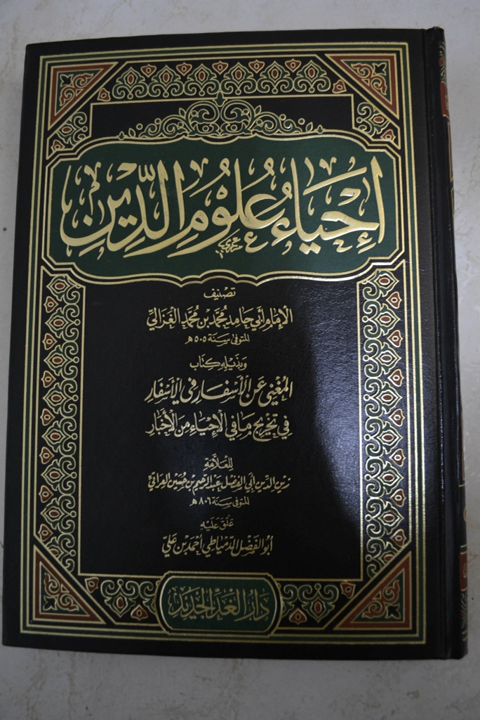 إحياء علوم الدين
تصنيف
الإمام أبي حامد محمد بن محمد الغزالي
المتوفى سنة ٥٠٥ هـ
وبذيله كتاب
المغني عن الأسفار في الأسفار
في تخريج ما في الإحياء من الأخبار
للعلامة
زين الدين أبي الفضل عبد الرحيم بن حسين العراقي
المتوفى سنة ٨٠٦ هـ
علق عليه
أبو الفضل الدمياطي أحمد بن علي
دار الغد الجديد